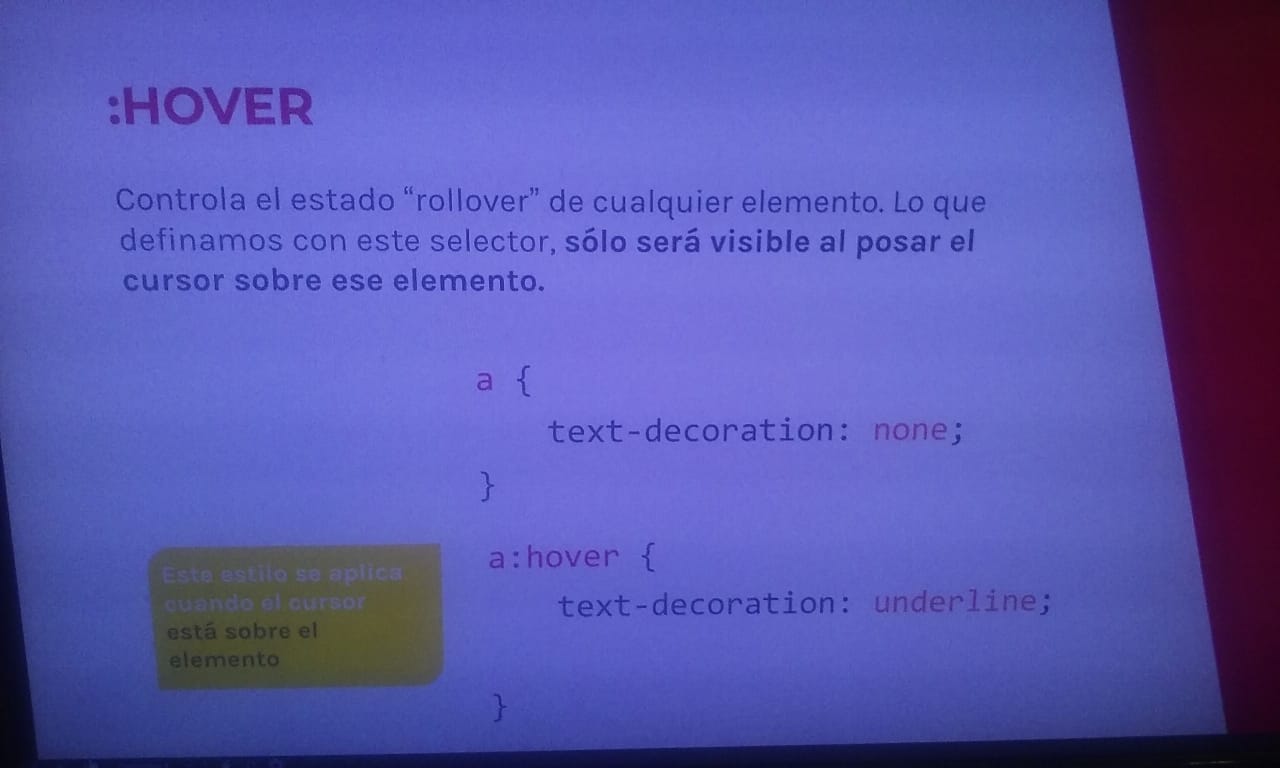 :HOVER
Controla el estado “rollover” de cualquier elemento. Lo que
definamos con este selector, sólo será visible al posar el
cursor sobre ese elemento.
a {
text-decoration: none;
}
a:hover {
text-decoration: underline;
}
Este estilo se aplica
cuando el cursor
está sobre el
elemento